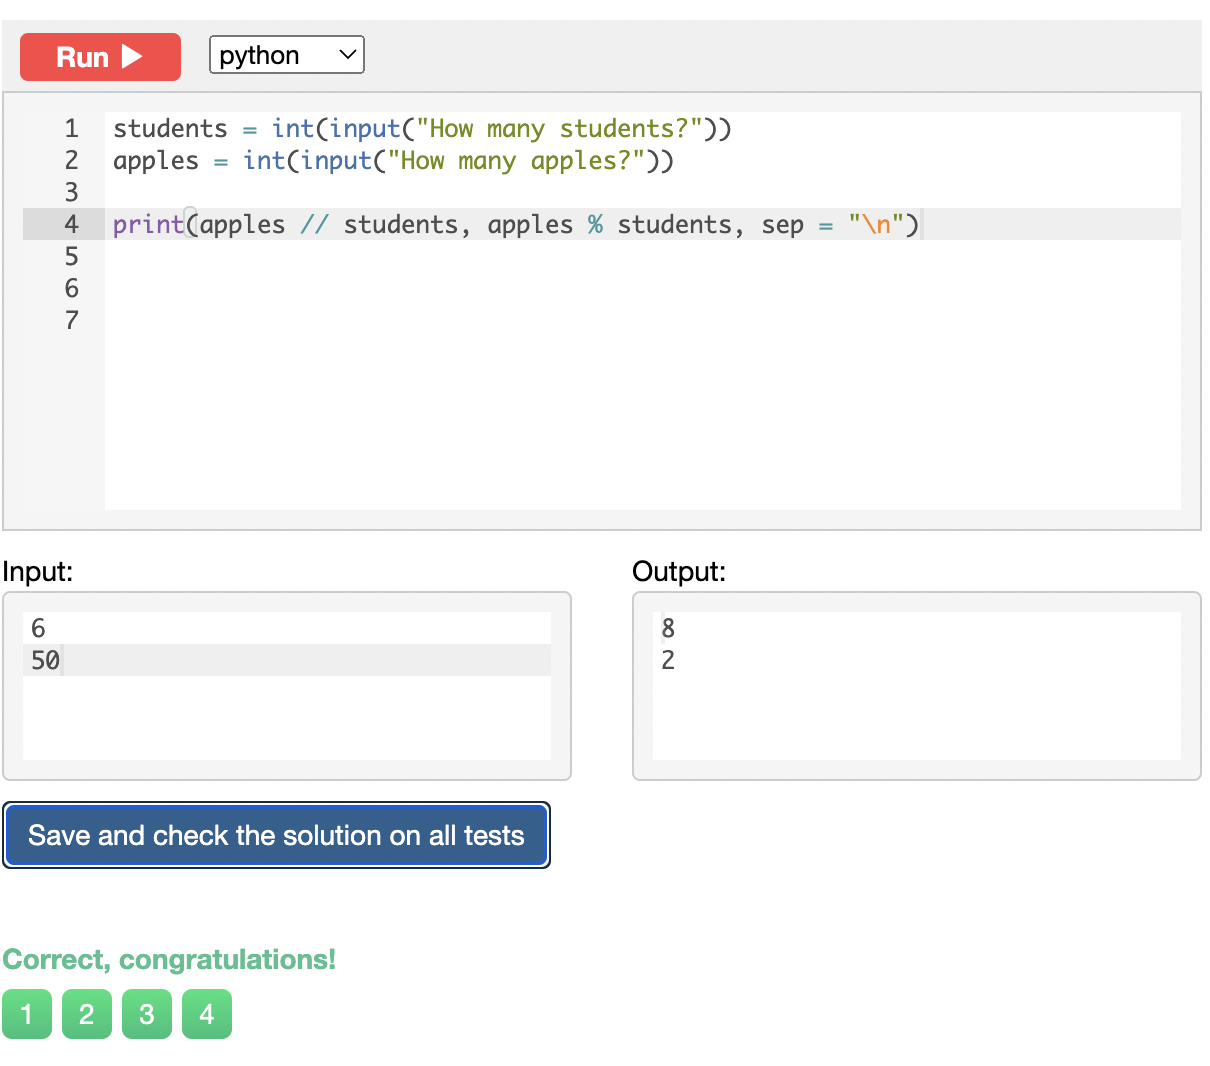 Run
python
1 students = int(input("How many students?"))
2 apples = int(input("How many apples?"))
3
4 print(apples // students, apples % students, sep = "\n")
5
6
7
Input:
6
50
Output:
8
2
Save and check the solution on all tests
Correct, congratulations!
1 2 3 4